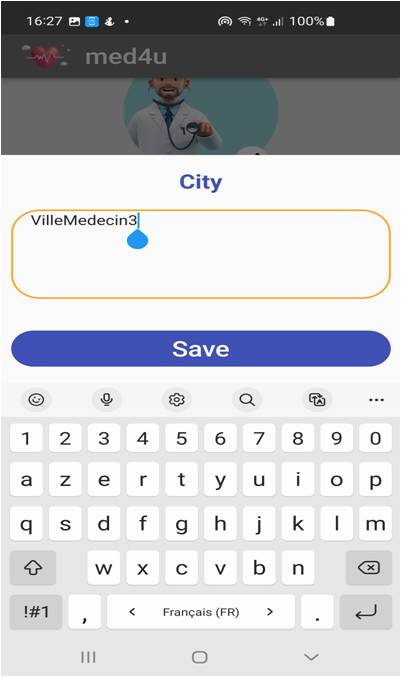 16:27 4G+ 100%
med4u
City
VilleMedecin3
Save
1 2 3 4 5 6 7 8 9 0
a z e r t y u i o p
q s d f g h j k l m
w x c v b n
!#1 , < Français (FR) > .